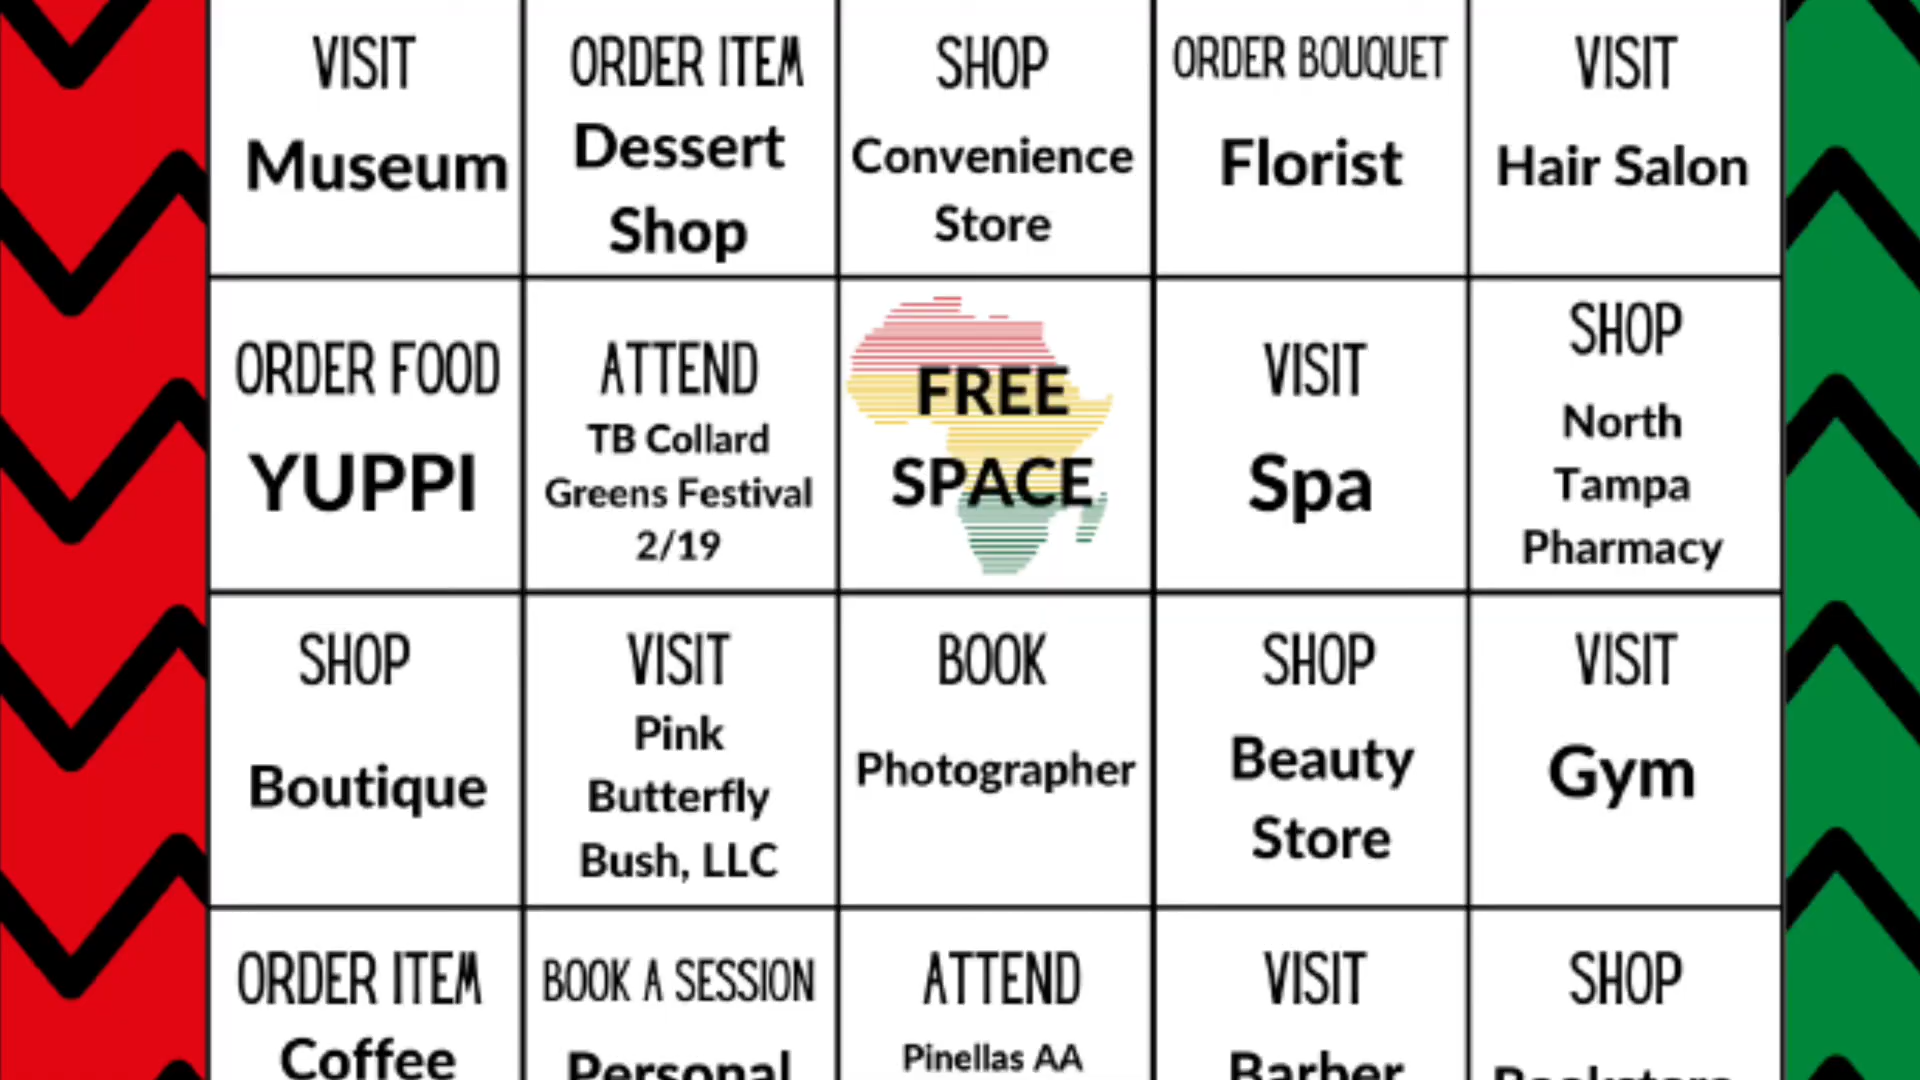 VISIT
Museum
ORDER ITEM
Dessert
Shop
SHOP
Convenience
Store
ORDER BOUQUET
Florist
VISIT
Hair Salon
ORDER FOOD
YUPPI
ATTEND
TB Collard
Greens Festival
2/19
FREE
SPACE
VISIT
Spa
SHOP
North
Tampa
Pharmacy
SHOP
Boutique
VISIT
Pink
Butterfly
Bush, LLC
BOOK
Photographer
SHOP
Beauty
Store
VISIT
Gym
ORDER ITEM
Coffee
BOOK A SESSION
Personal
ATTEND
Pinellas AA
VISIT
Barber
SHOP